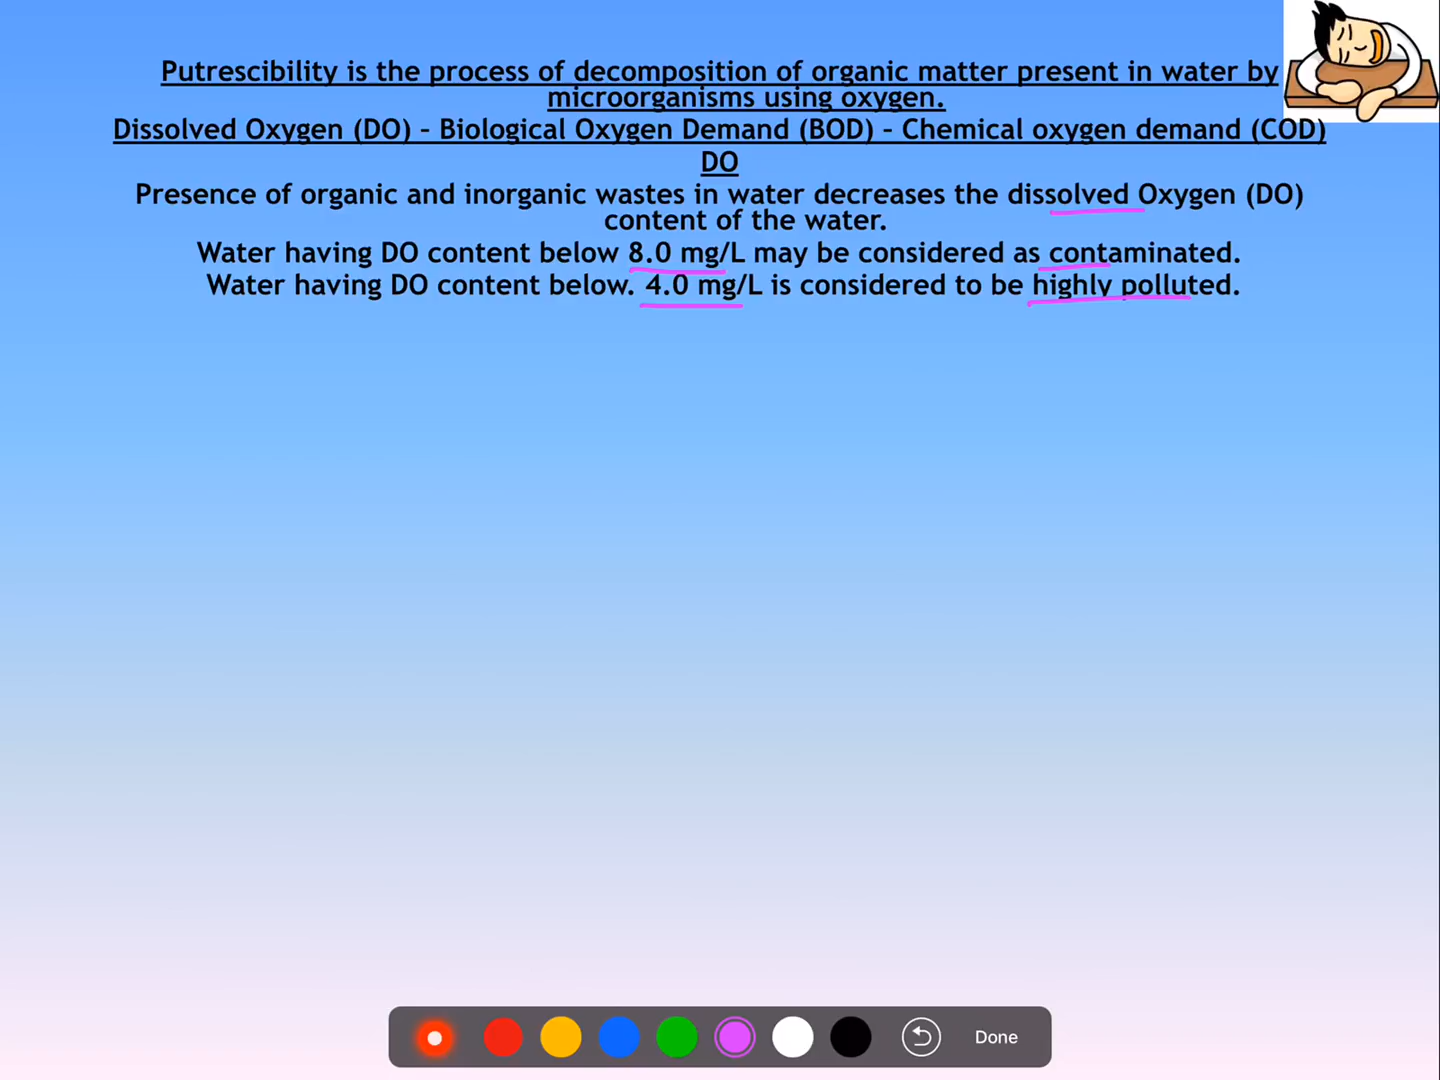 Putrescibility is the process of decomposition of organic matter present in water by
microorganisms using oxygen.
Dissolved Oxygen (DO) – Biological Oxygen Demand (BOD) – Chemical oxygen demand (COD)
DO
Presence of organic and inorganic wastes in water decreases the dissolved Oxygen (DO)
content of the water.
Water having DO content below 8.0 mg/L may be considered as contaminated.
Water having DO content below. 4.0 mg/L is considered to be highly polluted.
Done